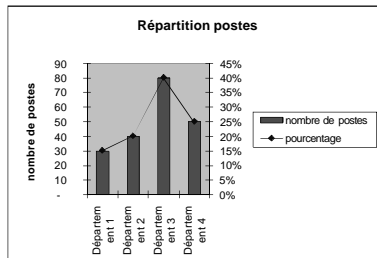 Répartition postes
nombre de postes
90
80
70
60
50
40
30
20
10
-
45%
40%
35%
30%
25%
20%
15%
10%
5%
0%
Départem
ent 1
Départem
ent 2
Départem
ent 3
Départem
ent 4
nombre de postes
pourcentage